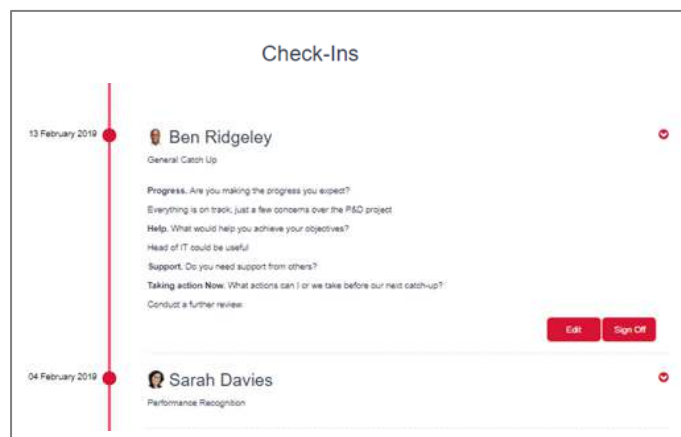 Check-Ins
13 February 2019
Ben Ridgeley
General Catch Up
Progress. Are you making the progress you expect?
Everything is on track, just a few concerns over the P&D project
Help. What would help you achieve your objectives?
Head of IT could be useful
Support. Do you need support from others?
Taking action Now. What actions can I or we take before our next catch-up?
Conduct a further review.
Edit Sign Off
04 February 2019
Sarah Davies
Performance Recognition